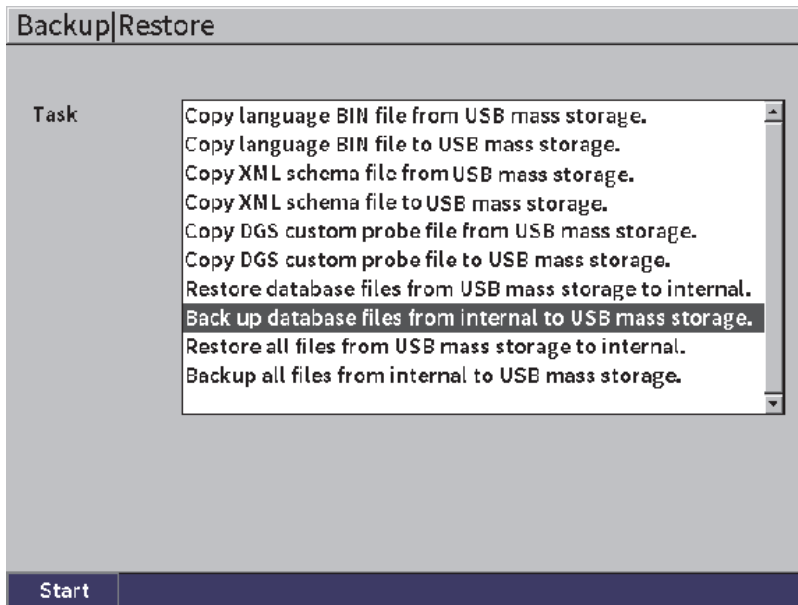 Backup|Restore
Task
Copy language BIN file from USB mass storage.
Copy language BIN file to USB mass storage.
Copy XML schema file from USB mass storage.
Copy XML schema file to USB mass storage.
Copy DGS custom probe file from USB mass storage.
Copy DGS custom probe file to USB mass storage.
Restore database files from USB mass storage to internal.
Back up database files from internal to USB mass storage.
Restore all files from USB mass storage to internal.
Backup all files from internal to USB mass storage.
Start